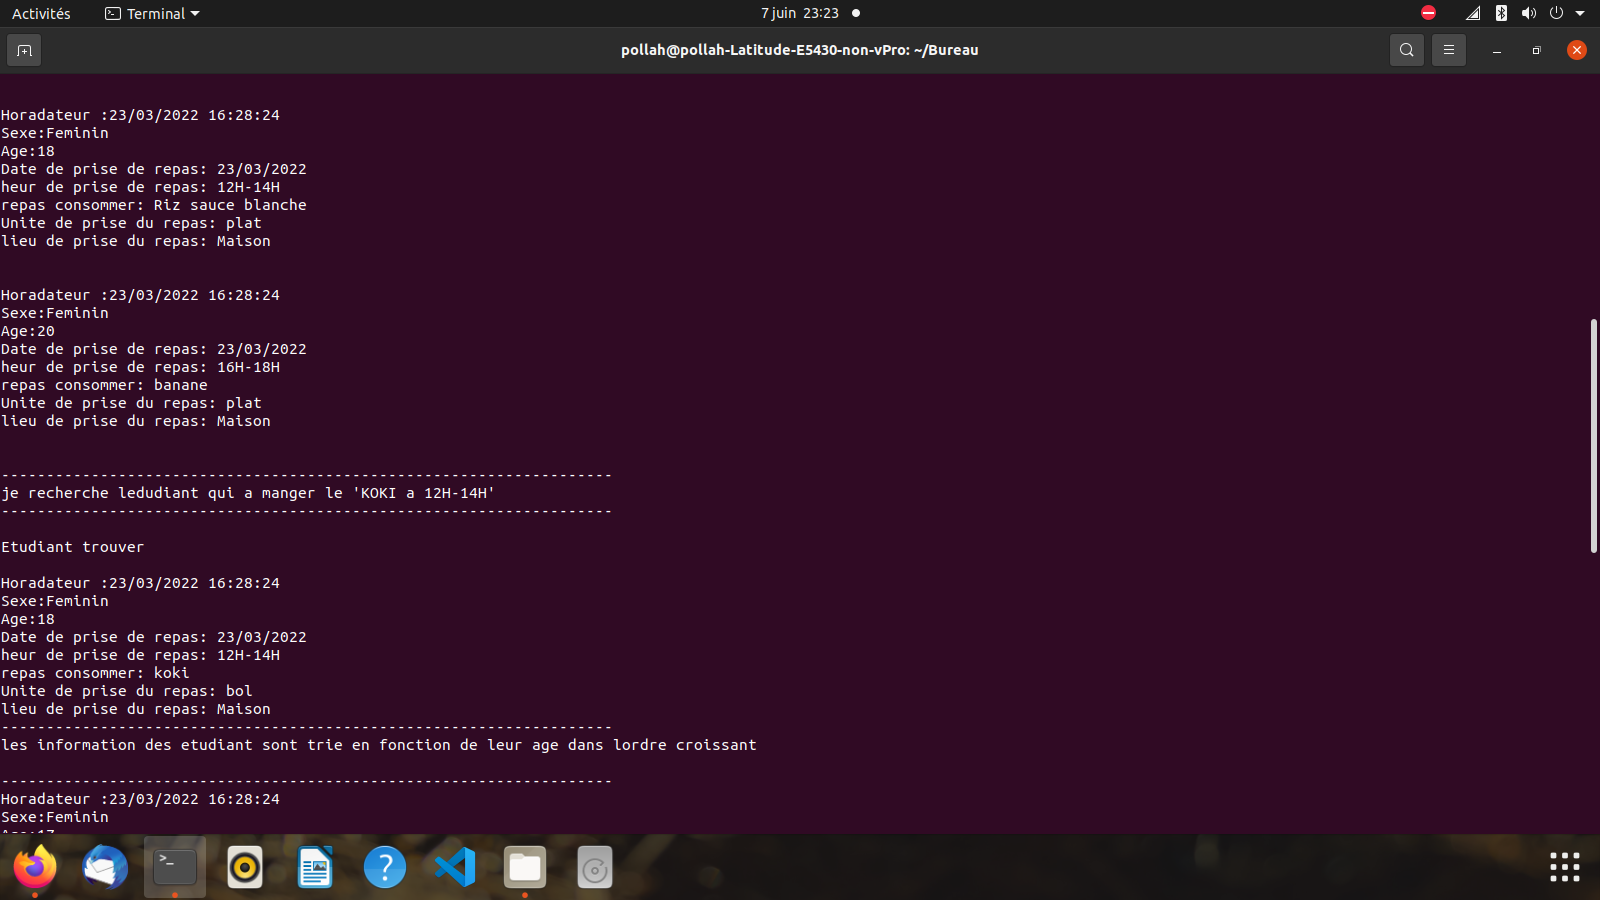 Activités
Terminal
7 juin 23:23
pollah@pollah-Latitude-E5430-non-vPro: ~/Bureau
Horadateur :23/03/2022 16:28:24
Sexe:Feminin
Age:18
Date de prise de repas: 23/03/2022
heur de prise de repas: 12H-14H
repas consommer: Riz sauce blanche
Unite de prise du repas: plat
lieu de prise du repas: Maison
Horadateur :23/03/2022 16:28:24
Sexe:Feminin
Age:20
Date de prise de repas: 23/03/2022
heur de prise de repas: 16H-18H
repas consommer: banane
Unite de prise du repas: plat
lieu de prise du repas: Maison
--------------------------------------------------------------------
je recherche ledudiant qui a manger le 'KOKI a 12H-14H'
--------------------------------------------------------------------
Etudiant trouver
Horadateur :23/03/2022 16:28:24
Sexe:Feminin
Age:18
Date de prise de repas: 23/03/2022
heur de prise de repas: 12H-14H
repas consommer: koki
Unite de prise du repas: bol
lieu de prise du repas: Maison
--------------------------------------------------------------------
les information des etudiant sont trie en fonction de leur age dans lordre croissant
--------------------------------------------------------------------
Horadateur :23/03/2022 16:28:24
Sexe:Feminin
Age:17